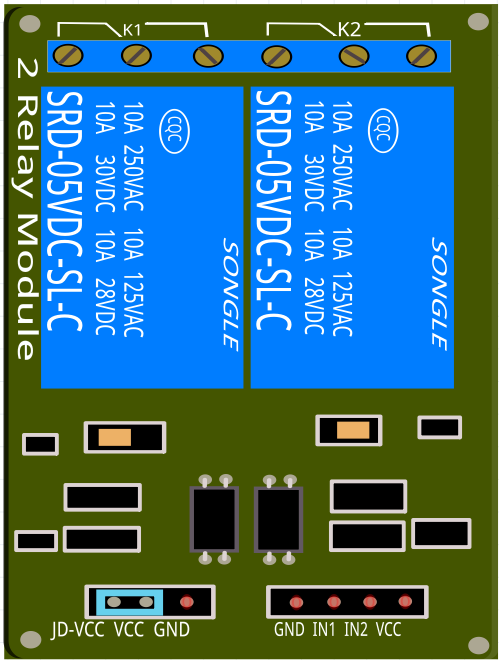 K1 K2
2 Relay Module
SRD-05VDC-SL-C
10A 30VDC 10A 28VDC
10A 250VAC 10A 125VAC
CQC
SONGLE
SRD-05VDC-SL-C
10A 30VDC 10A 28VDC
10A 250VAC 10A 125VAC
CQC
SONGLE
JD-VCC VCC GND
GND IN1 IN2 VCC